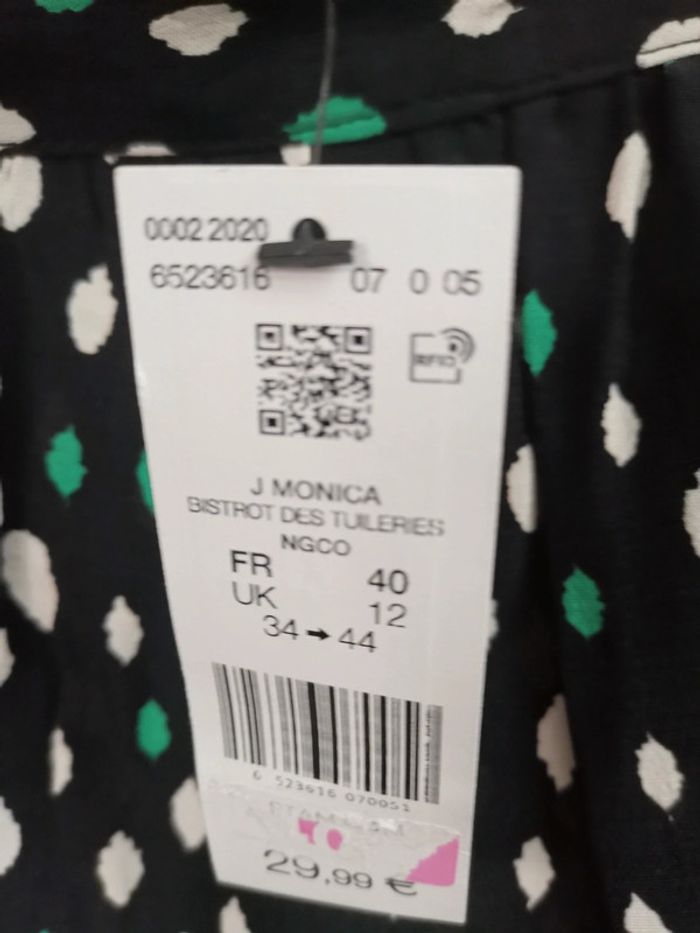 0002 2020
6523616 07 0 05
RFID
J MONICA
BISTROT DES TUILERIES
NGCO
FR 40
UK 12
34 → 44
6 523616 070051
29,99 €